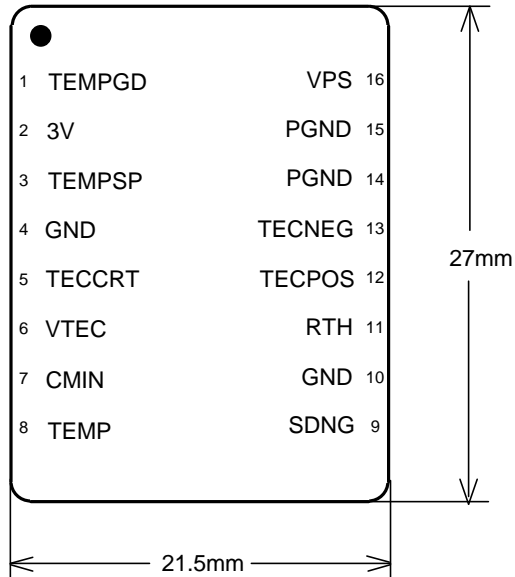 1 TEMPGD VPS 16
2 3V PGND 15
3 TEMPSP PGND 14
4 GND TECNEG 13
5 TECCRT TECPOS 12
6 VTEC RTH 11
7 CMIN GND 10
8 TEMP SDNG 9
27mm
21.5mm